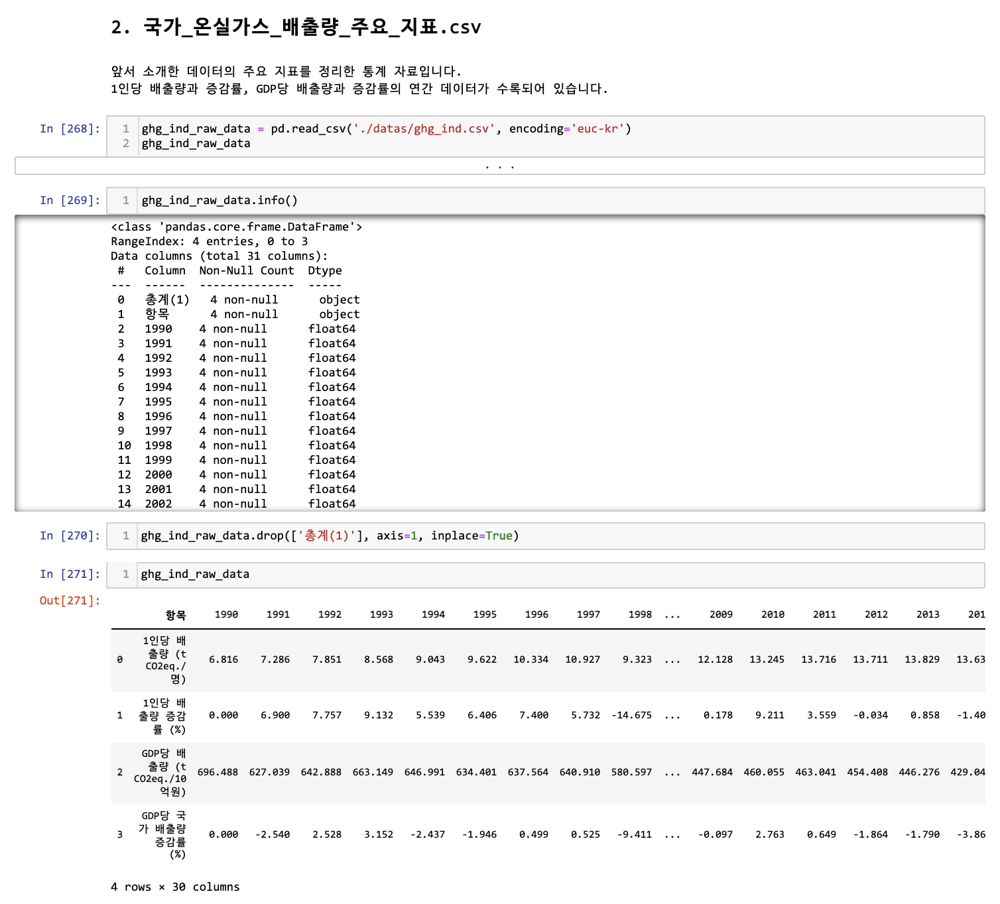 2. 국가_온실가스_배출량_주요_지표.csv
앞서 소개한 데이터의 주요 지표를 정리한 통계 자료입니다.
1인당 배출량과 증감률, GDP당 배출량과 증감률의 연간 데이터가 수록되어 있습니다.
In [268]: 1 ghg_ind_raw_data = pd.read_csv('./datas/ghg_ind.csv', encoding='euc-kr')
2 ghg_ind_raw_data
. . .
In [269]: 1 ghg_ind_raw_data.info()
<class 'pandas.core.frame.DataFrame'>
RangeIndex: 4 entries, 0 to 3
Data columns (total 31 columns):
# Column Non-Null Count Dtype
--- ------ -------------- -----
0 총계(1) 4 non-null object
1 항목 4 non-null object
2 1990 4 non-null float64
3 1991 4 non-null float64
4 1992 4 non-null float64
5 1993 4 non-null float64
6 1994 4 non-null float64
7 1995 4 non-null float64
8 1996 4 non-null float64
9 1997 4 non-null float64
10 1998 4 non-null float64
11 1999 4 non-null float64
12 2000 4 non-null float64
13 2001 4 non-null float64
14 2002 4 non-null float64
In [270]: 1 ghg_ind_raw_data.drop(['총계(1)'], axis=1, inplace=True)
In [271]: 1 ghg_ind_raw_data
Out[271]:
항목 1990 1991 1992 1993 1994 1995 1996 1997 1998 ... 2009 2010 2011 2012 2013 201
1인당 배
출량 (t
0 CO2eq./ 6.816 7.286 7.851 8.568 9.043 9.622 10.334 10.927 9.323 ... 12.128 13.245 13.716 13.711 13.829 13.63
명)
1인당 배
1 출량 증감 0.000 6.900 7.757 9.132 5.539 6.406 7.400 5.732 -14.675 ... 0.178 9.211 3.559 -0.034 0.858 -1.40
률 (%)
GDP당 배
출량 (t
2 CO2eq./10 696.488 627.039 642.888 663.149 646.991 634.401 637.564 640.910 580.597 ... 447.684 460.055 463.041 454.408 446.276 429.04
억원)
GDP당 국
가 배출량
3 증감률 0.000 -2.540 2.528 3.152 -2.437 -1.946 0.499 0.525 -9.411 ... -0.097 2.763 0.649 -1.864 -1.790 -3.86
(%)
4 rows × 30 columns